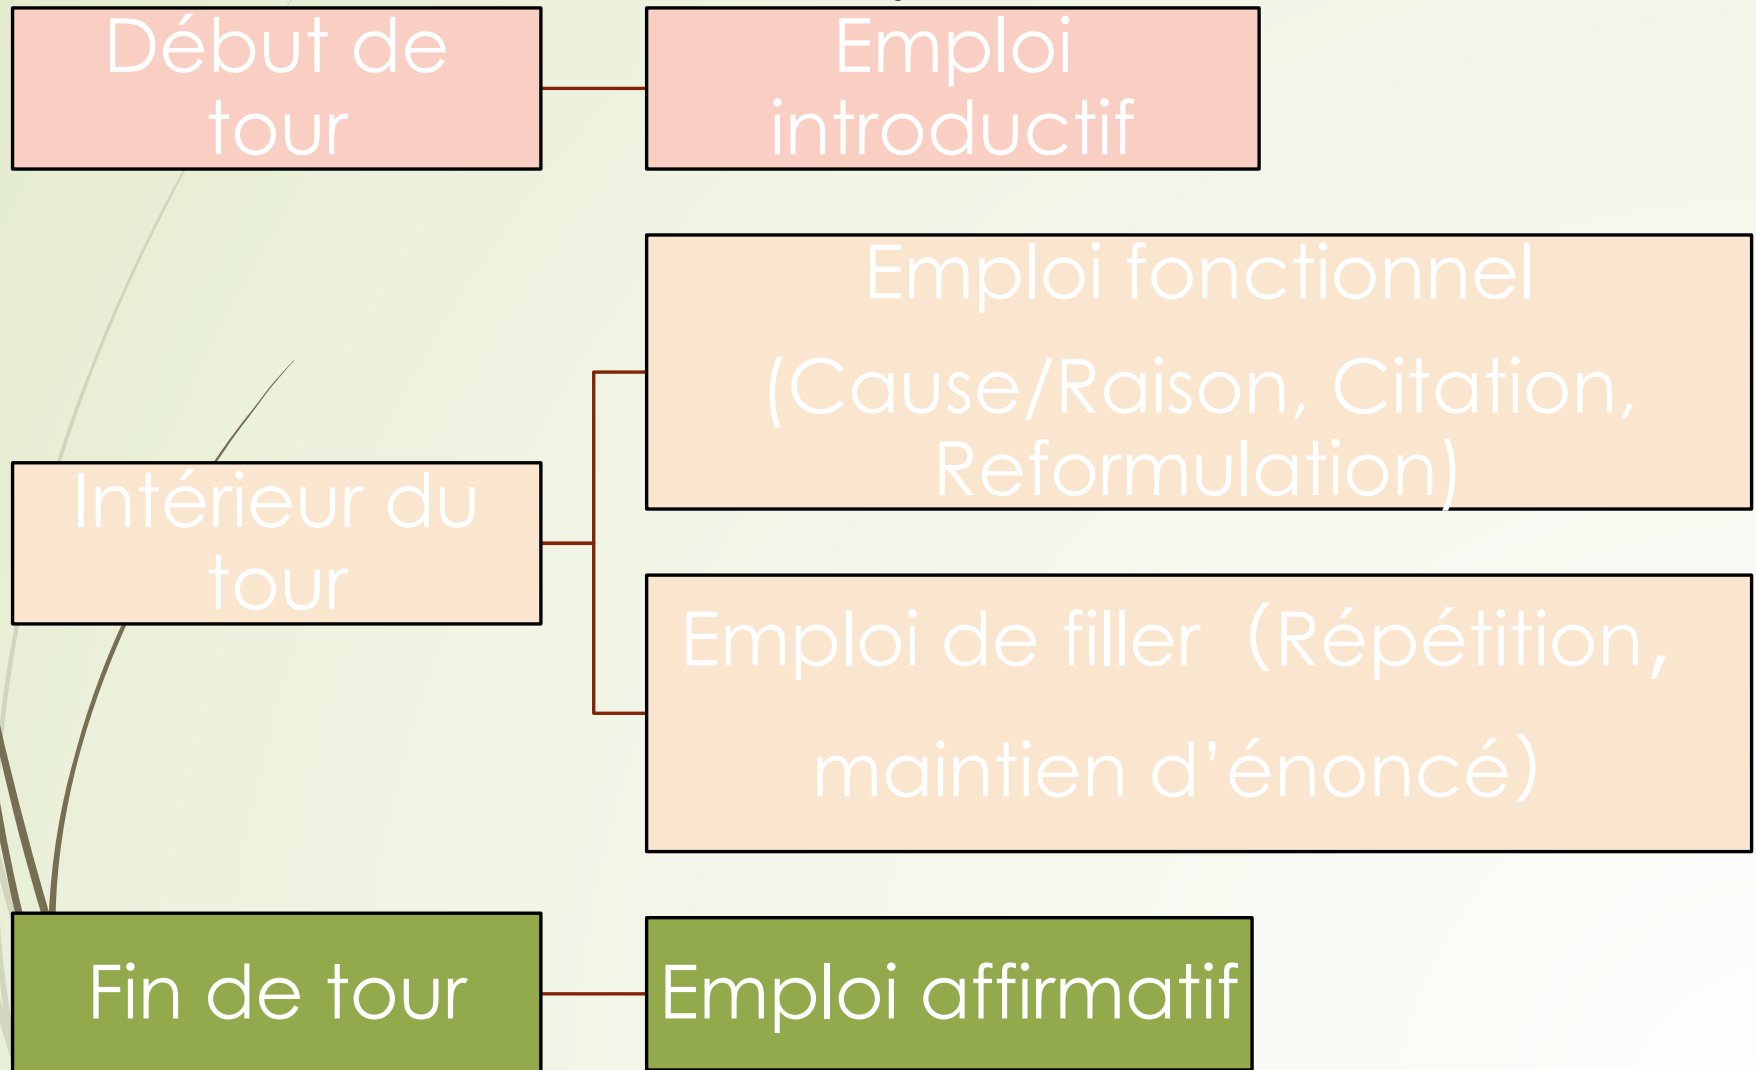 Début de
tour
Emploi
introductif
Emploi fonctionnel
(Cause/Raison, Citation,
Reformulation)
Intérieur du
tour
Emploi de filler（Répétition,
maintien d'énoncé)
Fin de tour
Emploi affirmatif